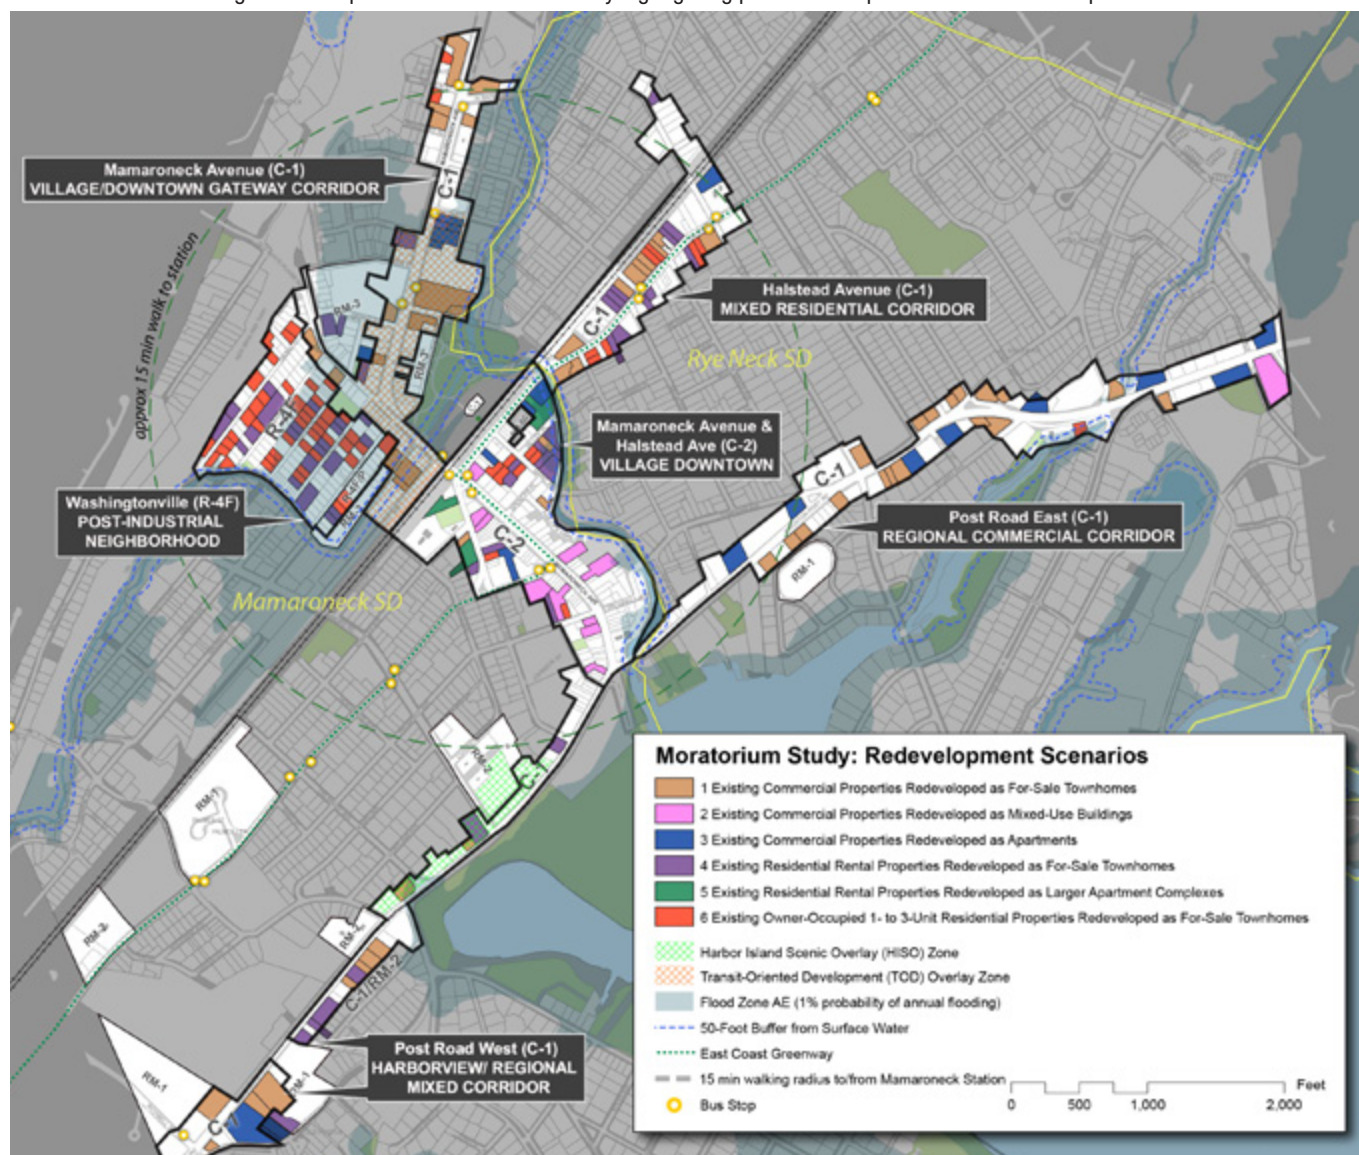 Mamaroneck Avenue (C-1)
VILLAGE/DOWNTOWN GATEWAY CORRIDOR
C-1
approx 15 min walk to station
RM-3
RM-3
Halstead Avenue (C-1)
MIXED RESIDENTIAL CORRIDOR
C-1
Rye Neck SD
R-4F
R-4F
Mamaroneck Avenue &
Halstead Ave (C-2)
VILLAGE DOWNTOWN
C-1
Washingtonville (R-4F)
POST-INDUSTRIAL
NEIGHBORHOOD
C-2
Post Road East (C-1)
REGIONAL COMMERCIAL CORRIDOR
RM-1
Mamaroneck SD
C-1
RM-1
RM-2
RM-2
C-1/RM-2
Post Road West (C-1)
HARBORVIEW/ REGIONAL
MIXED CORRIDOR
RM-1
RM-1
Moratorium Study: Redevelopment Scenarios
1 Existing Commercial Properties Redeveloped as For-Sale Townhomes
2 Existing Commercial Properties Redeveloped as Mixed-Use Buildings
3 Existing Commercial Properties Redeveloped as Apartments
4 Existing Residential Rental Properties Redeveloped as For-Sale Townhomes
5 Existing Residential Rental Properties Redeveloped as Larger Apartment Complexes
6 Existing Owner-Occupied 1- to 3-Unit Residential Properties Redeveloped as For-Sale Townhomes
Harbor Island Scenic Overlay (HISO) Zone
Transit-Oriented Development (TOD) Overlay Zone
Flood Zone AE (1% probability of annual flooding)
50-Foot Buffer from Surface Water
East Coast Greenway
15 min walking radius to/from Mamaroneck Station
Bus Stop
Feet
0 500 1,000 2,000